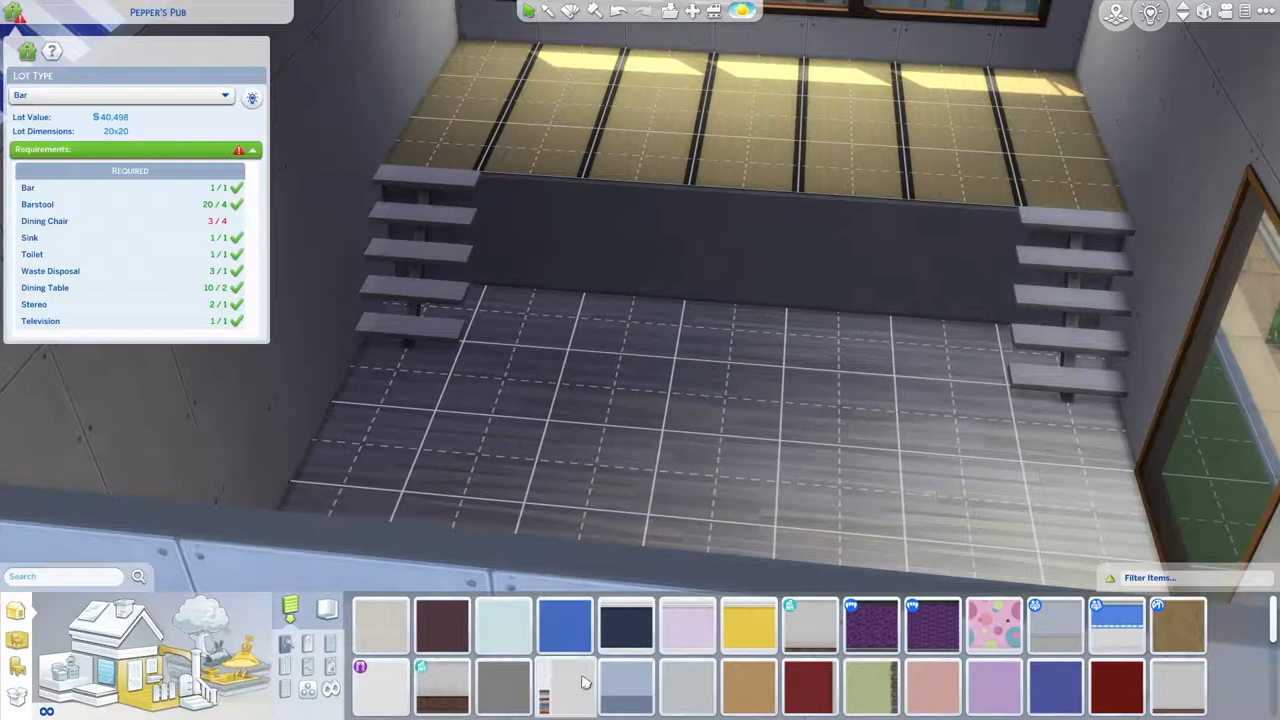 Pepper's Pub
LOT TYPE
Bar
Lot Value: $40,498
Lot Dimensions: 20x20
Requirements:
REQUIRED
Bar 1/1
Barstool 20 / 4
Dining Chair 3 / 4
Sink 1/1
Toilet 1/1
Waste Disposal 3/1
Dining Table 10 / 2
Stereo 2/1
Television 1/1
Search
Filter Items...